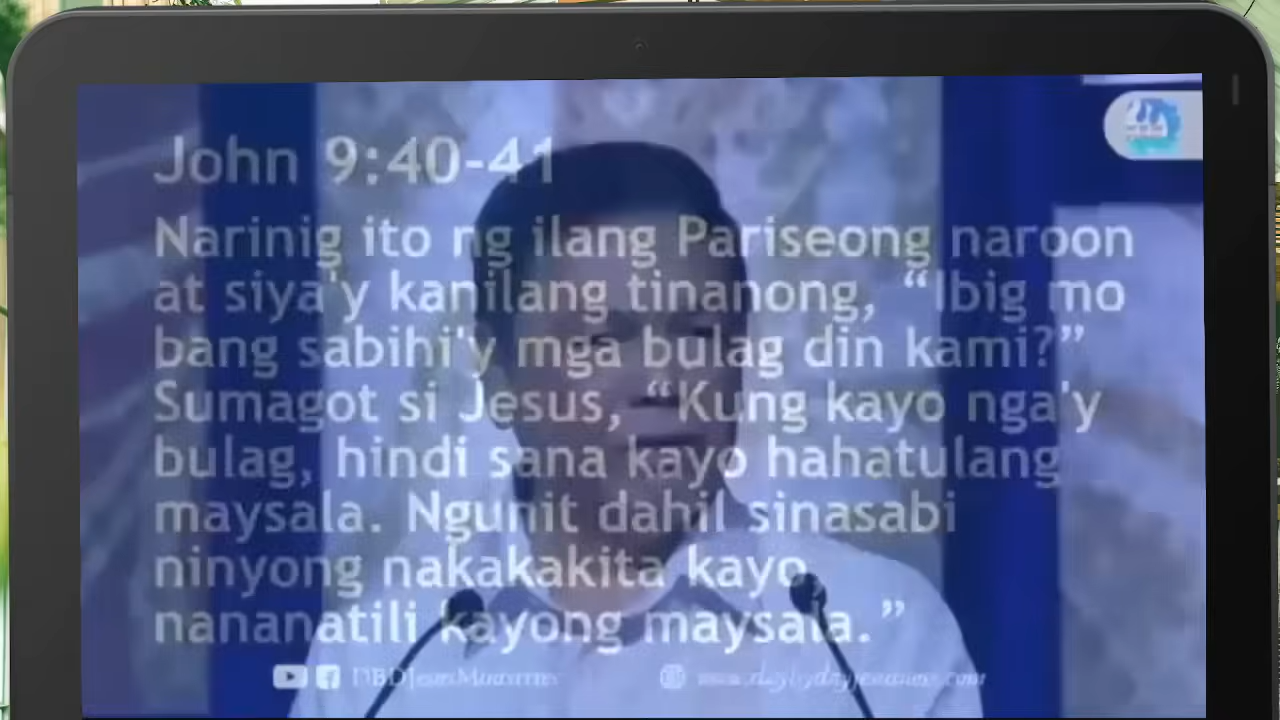 John 9:40-41
Narinig ito ng ilang Pariseong naroon
at siya'y kanilang tinanong, “Ibig mo
bang sabihi'y mga bulag din kami?”
Sumagot si Jesus, “Kung kayo nga'y
bulag, hindi sana kayo hahatulang
maysala. Ngunit dahil sinasabi
ninyong nakakakita kayo,
nananatili kayong maysala.”
DBDJesusMinistries